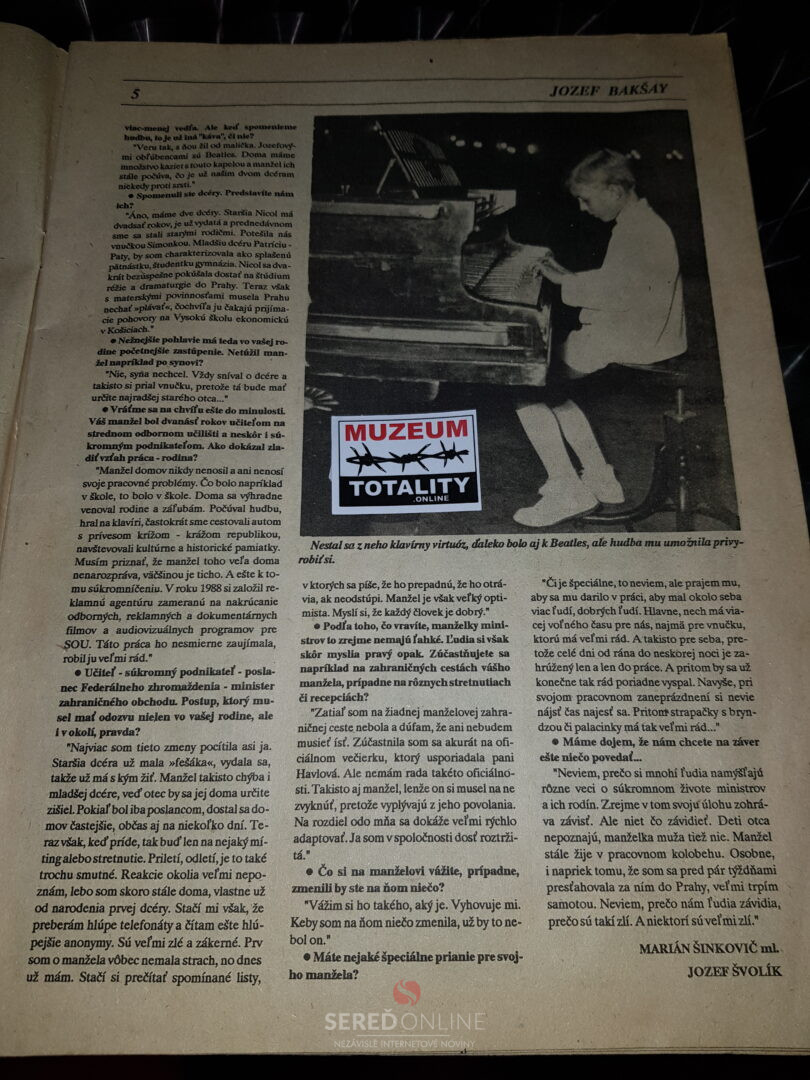 5
JOZEF BAKŠAY
viac-menej vedľa. Ale keď spomenieme
hudbu, to je už iná "káva", či nie?
"Veru tak, s ňou žil od malička. Jozefový-
mi obľúbencami sú Beatles. Doma máme
množstvo kaziet s touto kapelou a manžel ich
stále počúva, čo je už našim dvom dcéram
niekedy proti srsti."
● Spomenuli ste dcéry. Predstavíte nám
ich?
"Áno, máme dve dcéry. Staršia Nicol má
dvadsať rokov, je už vydatá a prednedávnom
sme sa stali starými rodičmi. Potešila nás
vnučkou Simonkou. Mladšiu dcéru Patríciu -
Paty, by som charakterizovala ako splašenú
pätnástku, študentku gymnázia. Nicol sa dva-
krát bezúspešne pokúšala dostať na štúdium
réžie a dramaturgie do Prahy. Teraz však
s materskými povinnosťami musela Prahu
nechať »plávať«, čochvíľa ju čakajú prijíma-
cie pohovory na Vysokú školu ekonomickú
v Košiciach."
● Nežnejšie pohlavie má teda vo vašej ro-
dine početnejšie zastúpenie. Netúžil man-
žel napríklad po synovi?
"Nie, syna nechcel. Vždy sníval o dcére a
takisto si prial vnučku, pretože tá bude mať
určite najradšej starého otca..."
● Vráťme sa na chvíľu ešte do minulosti.
Váš manžel bol dvanásť rokov učiteľom na
strednom odbornom učilišti a neskôr i sú-
kromným podnikateľom. Ako dokázal zla-
diť vzťah práca - rodina?
"Manžel domov nikdy nenosil a ani nenosí
svoje pracovné problémy. Čo bolo napríklad
v škole, to bolo v škole. Doma sa výhradne
venoval rodine a záľubám. Počúval hudbu,
hral na klavíri, častokrát sme cestovali autom
s prívesom krížom - krážom republikou,
navštevovali kultúrne a historické pamiatky.
Musím priznať, že manžel toho veľa doma
nenarozpráva, väčšinou je ticho. A ešte k to-
mu súkromníčeniu. V roku 1988 si založil re-
klamnú agentúru zameranú na nakrúcanie
odborných, reklamných a dokumentárnych
filmov a audiovizuálnych programov pre
SOU. Táto práca ho nesmierne zaujímala,
robil ju veľmi rád."
● Učiteľ - súkromný podnikateľ - posla-
nec Federálneho zhromaždenia - minister
zahraničného obchodu. Postup, ktorý mu-
sel mať odozvu nielen vo vašej rodine, ale
i v okolí, pravda?
"Najviac som tieto zmeny pocítila asi ja.
Staršia dcéra už mala »fešáka«, vydala sa,
takže už má s kým žiť. Manžel takisto chýba i
mladšej dcére, veď otec by sa jej doma určite
zišiel. Pokiaľ bol iba poslancom, dostal sa do-
mov častejšie, občas aj na niekoľko dní. Te-
raz však, keď príde, tak buď len na nejaký mí-
ting alebo stretnutie. Priletí, odletí, je to také
trochu smutné. Reakcie okolia veľmi nepo-
znám, lebo som skoro stále doma, vlastne už
od narodenia prvej dcéry. Stačí mi však, že
preberám hlúpe telefonáty a čítam ešte hlú-
pejšie anonymy. Sú veľmi zlé a zákerné. Prv
som o manžela vôbec nemala strach, no dnes
už mám. Stačí si prečítať spomínané listy,
MUZEUM
TOTALITY
.ONLINE
Nestal sa z neho klavírny virtuóz, ďaleko bolo aj k Beatles, ale hudba mu umožnila privy-
robiť si.
v ktorých sa píše, že ho prepadnú, že ho otrá-
via, ak neodstúpi. Manžel je však veľký opti-
mista. Myslí si, že každý človek je dobrý."
● Podľa toho, čo vravíte, manželky mini-
strov to zrejme nemajú ľahké. Ľudia si však
skôr myslia pravý opak. Zúčastňujete sa
napríklad na zahraničných cestách vášho
manžela, prípadne na rôznych stretnutiach
či recepciách?
"Zatiaľ som na žiadnej manželovej zahra-
ničnej ceste nebola a dúfam, že ani nebudem
musieť ísť. Zúčastnila som sa akurát na ofi-
ciálnom večierku, ktorý usporiadala pani
Havlová. Ale nemám rada takéto oficiálno-
sti. Takisto aj manžel, lenže on si musel na ne
zvyknúť, pretože vyplývajú z jeho povolania.
Na rozdiel odo mňa sa dokáže veľmi rýchlo
adaptovať. Ja som v spoločnosti dosť roztrži-
tá."
● Čo si na manželovi vážite, prípadne,
zmenili by ste na ňom niečo?
"Vážim si ho takého, aký je. Vyhovuje mi.
Keby som na ňom niečo zmenila, už by to ne-
bol on."
● Máte nejaké špeciálne prianie pre svoj-
ho manžela?
"Či je špeciálne, to neviem, ale prajem mu,
aby sa mu darilo v práci, aby mal okolo seba
viac ľudí, dobrých ľudí. Hlavne, nech má via-
cej voľného času pre nás, najmä pre vnučku,
ktorú má veľmi rád. A takisto pre seba, pre-
tože celé dni od rána do neskorej noci je za-
hrúžený len a len do práce. A pritom by sa už
konečne tak rád poriadne vyspal. Navyše, pri
svojom pracovnom zaneprázdnení si nevie
nájsť čas najesť sa. Pritom strapačky s bryn-
dzou či palacinky má tak veľmi rád..."
● Máme dojem, že nám chcete na záver
ešte niečo povedať...
"Neviem, prečo si mnohí ľudia namýšľajú
rôzne veci o súkromnom živote ministrov
a ich rodín. Zrejme v tom svoju úlohu zohrá-
va závisť. Ale niet čo závidieť. Deti otca
nepoznajú, manželka muža tiež nie. Manžel
stále žije v pracovnom kolobehu. Osobne,
i napriek tomu, že som sa pred pár týždňami
presťahovala za ním do Prahy, veľmi trpím
samotou. Neviem, prečo nám ľudia závidia,
prečo sú takí zlí. A niektorí sú veľmi zlí."
MARIÁN ŠINKOVIČ ml.
JOZEF ŠVOLÍK
SEREĎONLINE
NEZÁVISLÉ INTERNETOVÉ NOVINY